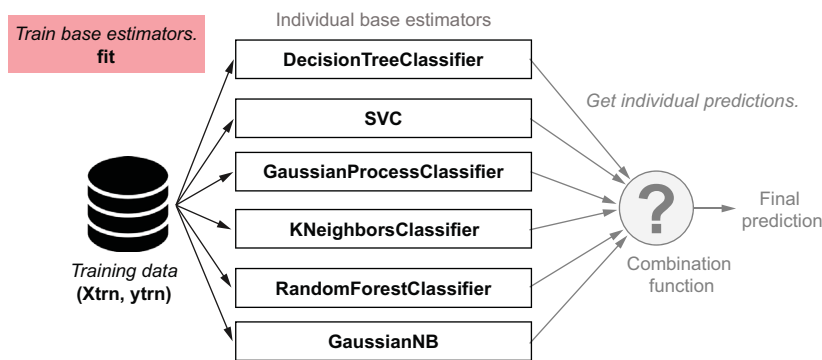 Train base estimators.
fit
Individual base estimators
DecisionTreeClassifier
SVC
GaussianProcessClassifier
KNeighborsClassifier
RandomForestClassifier
GaussianNB
Training data
(Xtrn, ytrn)
Get individual predictions.
?
Combination
function
Final
prediction